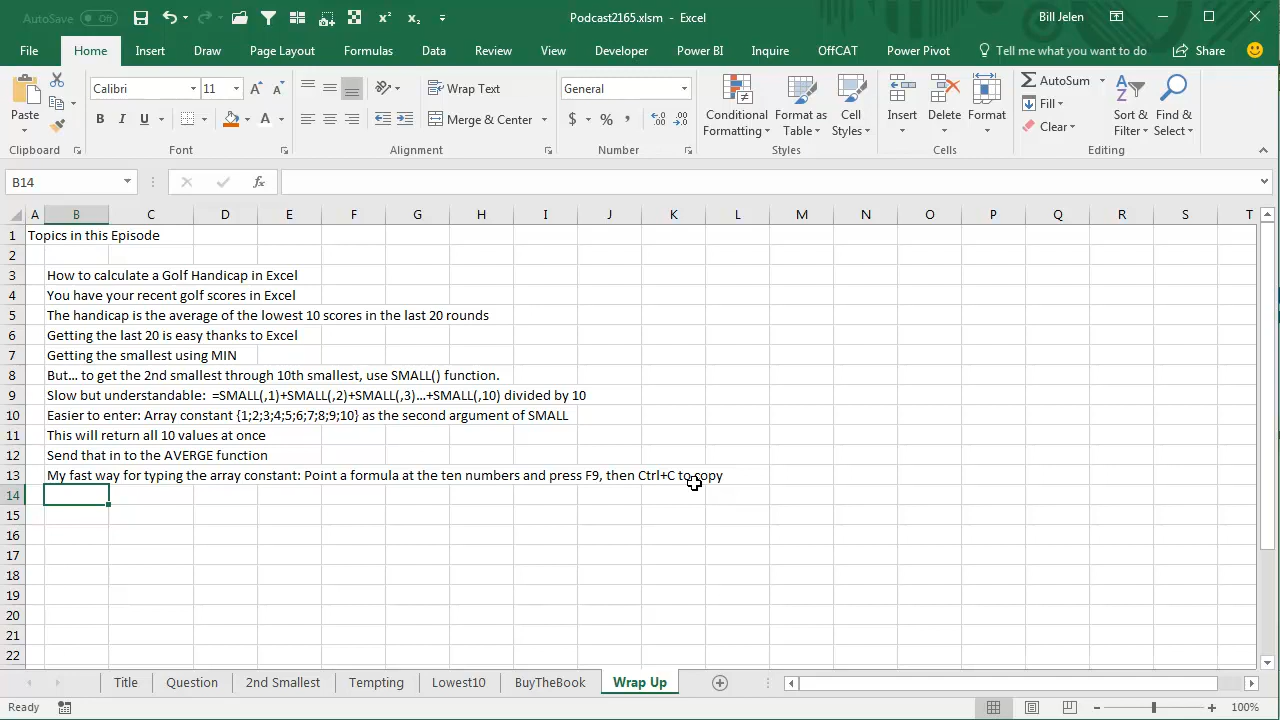 AutoSave Off
Podcast2165.xlsm - Excel
Bill Jelen
File Home Insert Draw Page Layout Formulas Data Review View Developer Power BI Inquire OffCAT Power Pivot Tell me what you want to do Share
Paste
Calibri 11
B I U
Wrap Text
Merge & Center
General
$ % ,
Conditional Formatting
Format as Table
Cell Styles
Insert Delete Format
AutoSum
Fill
Clear
Sort & Filter
Find & Select
Clipboard Font Alignment Number Styles Cells Editing
B14 fx
A B C D E F G H I J K L M N O P Q R S T
1 Topics in this Episode
2
3 How to calculate a Golf Handicap in Excel
4 You have your recent golf scores in Excel
5 The handicap is the average of the lowest 10 scores in the last 20 rounds
6 Getting the last 20 is easy thanks to Excel
7 Getting the smallest using MIN
8 But... to get the 2nd smallest through 10th smallest, use SMALL() function.
9 Slow but understandable: =SMALL(,1)+SMALL(,2)+SMALL(,3)...+SMALL(,10) divided by 10
10 Easier to enter: Array constant {1;2;3;4;5;6;7;8;9;10} as the second argument of SMALL
11 This will return all 10 values at once
12 Send that in to the AVERGE function
13 My fast way for typing the array constant: Point a formula at the ten numbers and press F9, then Ctrl+C to copy
14
15
16
17
18
19
20
21
22
Title Question 2nd Smallest Tempting Lowest10 BuyTheBook Wrap Up
Ready
100%